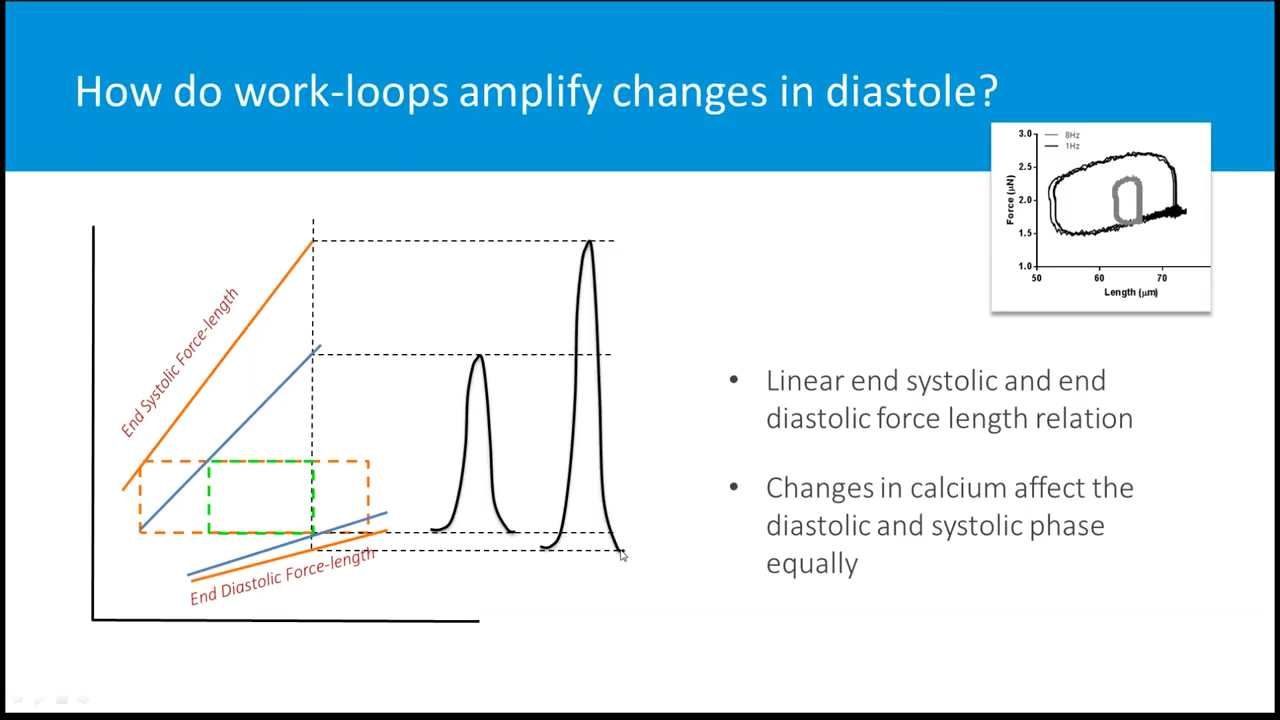 How do work-loops amplify changes in diastole?
3.0
2.5
2.0
1.5
1.0
8Hz
1Hz
Force (μN)
50
60
70
Length (μm)
End Systolic Force-length
End Diastolic Force-length
• Linear end systolic and end
diastolic force length relation
• Changes in calcium affect the
diastolic and systolic phase
equally